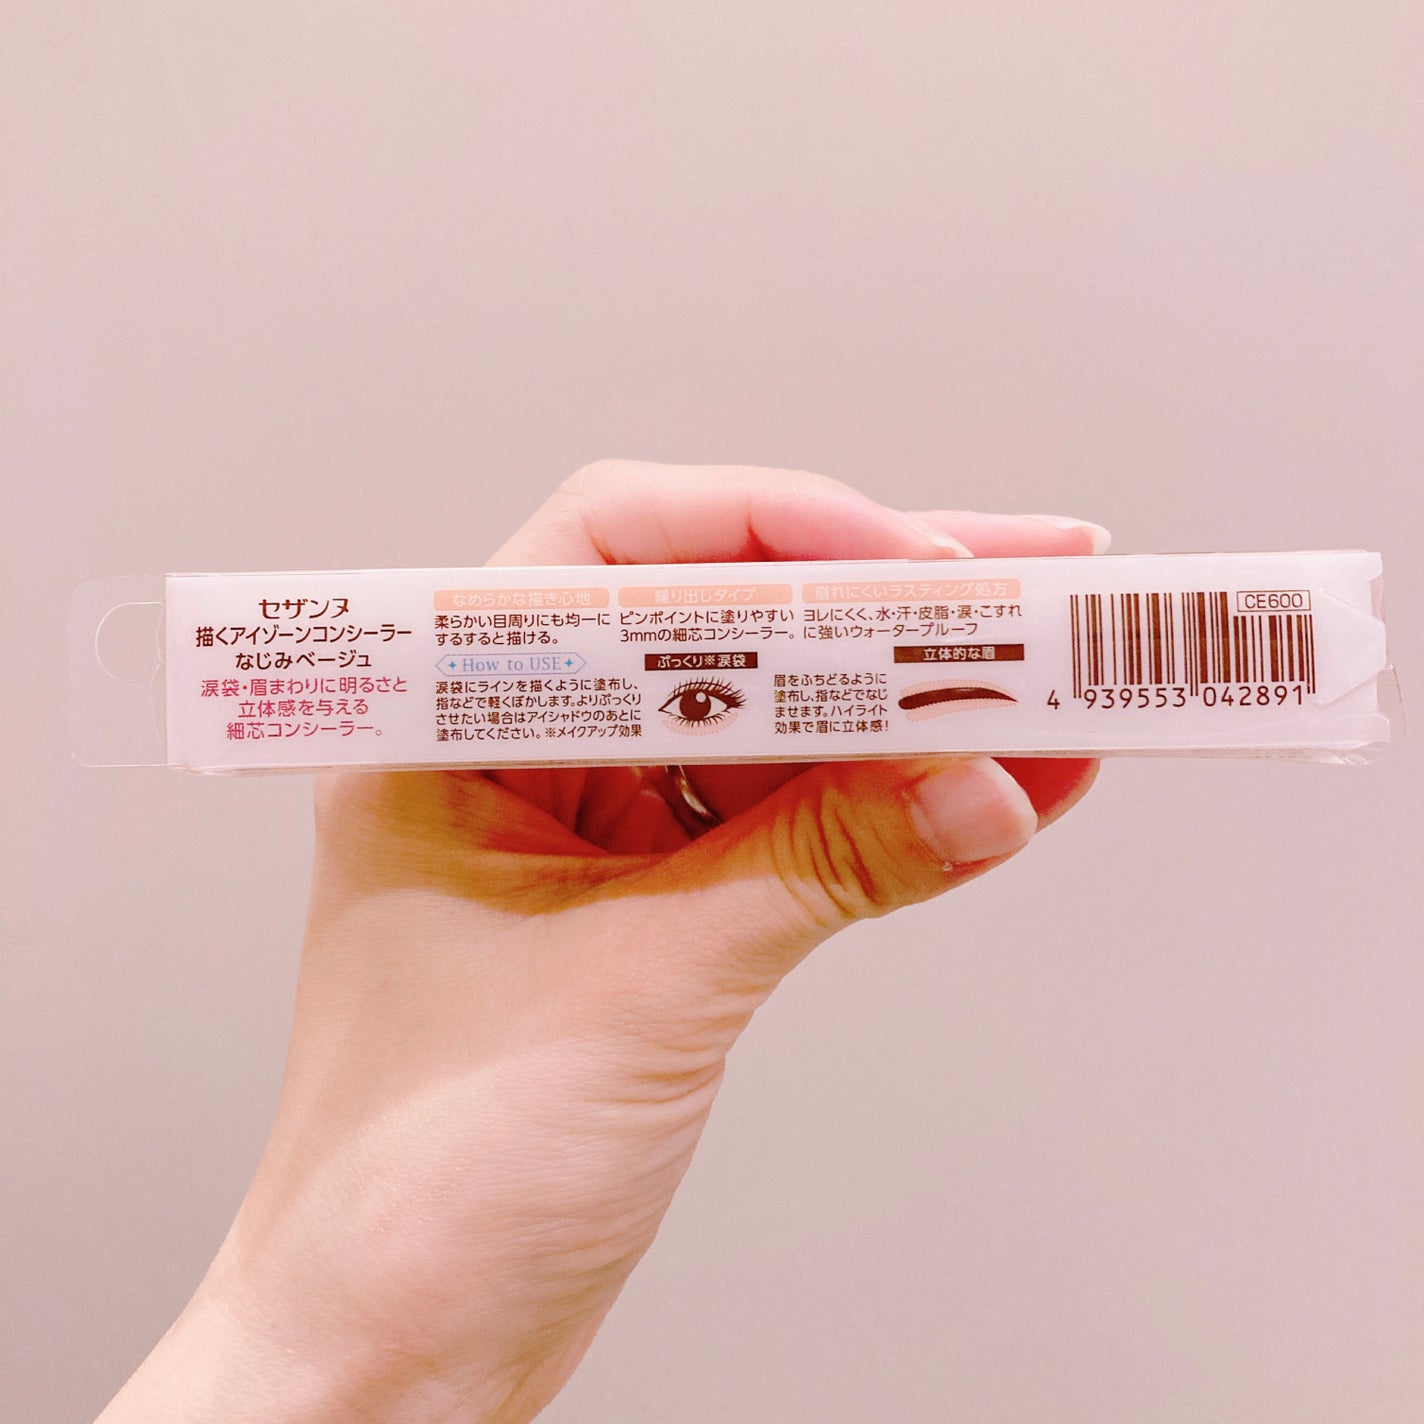 セザンヌ
描くアイゾーンコンシーラー
なじみベージュ
涙袋・眉まわりに明るさと
立体感を与える
細芯コンシーラー。
なめらかな描き心地
柔らかい目周りにも均一に
するすると描ける。
繰り出しタイプ
ピンポイントに塗りやすい
3mmの細芯コンシーラー。
崩れにくいラスティング処方
ヨレにくく、水・汗・皮脂・涙・こすれ
に強いウォータープルーフ
How to USE
ぷっくり※涙袋
涙袋にラインを描くように塗布し、
指などで軽くぼかします。よりぷっくり
させたい場合はアイシャドウのあとに
塗布してください。※メイクアップ効果
立体的な眉
眉をふちどるように
塗布し、指などでなじ
ませます。ハイライト
効果で眉に立体感!
CE600
4 939553 042891